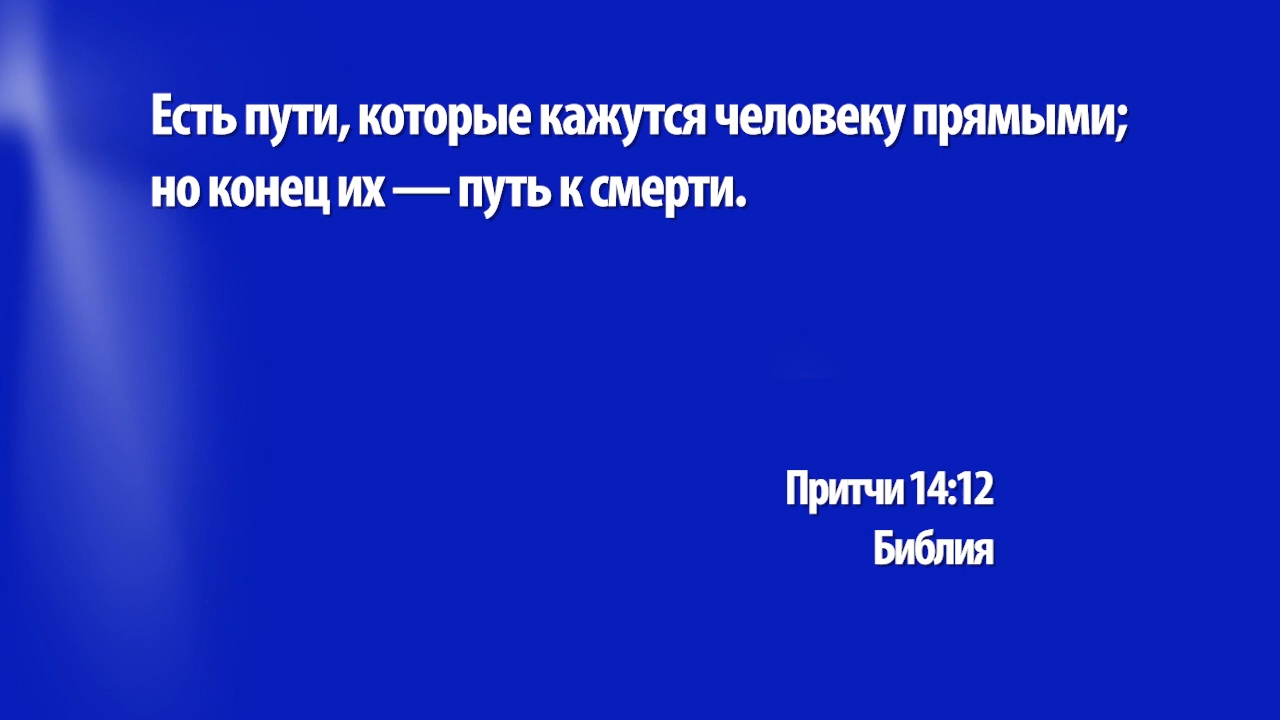 Есть пути, которые кажутся человеку прямыми;
но конец их — путь к смерти.
Притчи 14:12
Библия